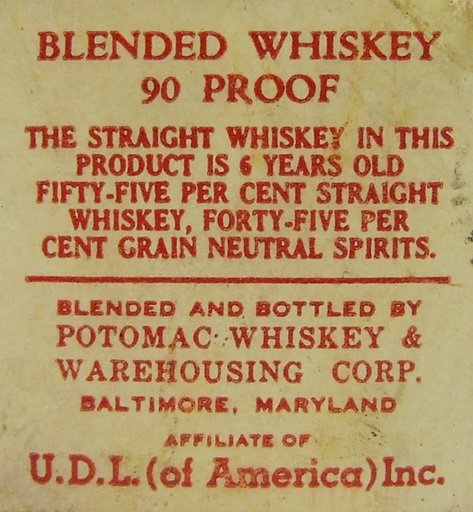 BLENDED WHISKEY
90 PROOF
THE STRAIGHT WHISKEY IN THIS
PRODUCT IS 6 YEARS OLD
FIFTY-FIVE PER CENT STRAIGHT
WHISKEY, FORTY-FIVE PER
CENT GRAIN NEUTRAL SPIRITS.
BLENDED AND BOTTLED BY
POTOMAC WHISKEY &
WAREHOUSING CORP.
BALTIMORE, MARYLAND
AFFILIATE OF
U.D.L. (of America) Inc.